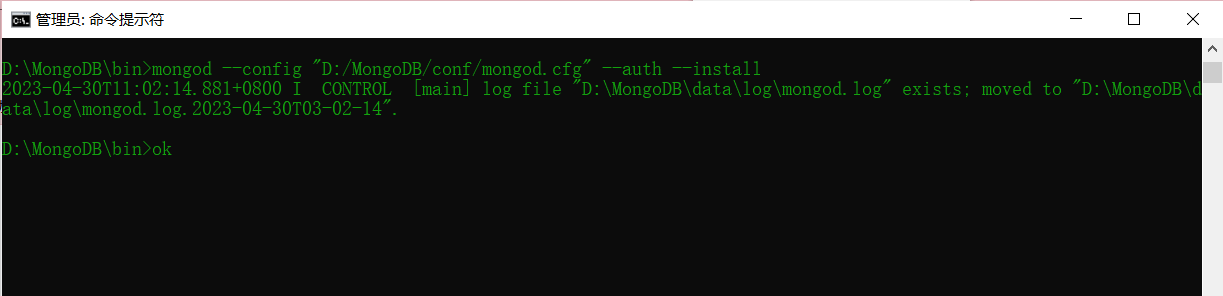 管理员: 命令提示符
D:\MongoDB\bin>mongod --config "D:/MongoDB/conf/mongod.cfg" --auth --install
2023-04-30T11:02:14.881+0800 I  CONTROL  [main] log file "D:\MongoDB\data\log\mongod.log" exists; moved to "D:\MongoDB\d
ata\log\mongod.log.2023-04-30T03-02-14".
D:\MongoDB\bin>ok